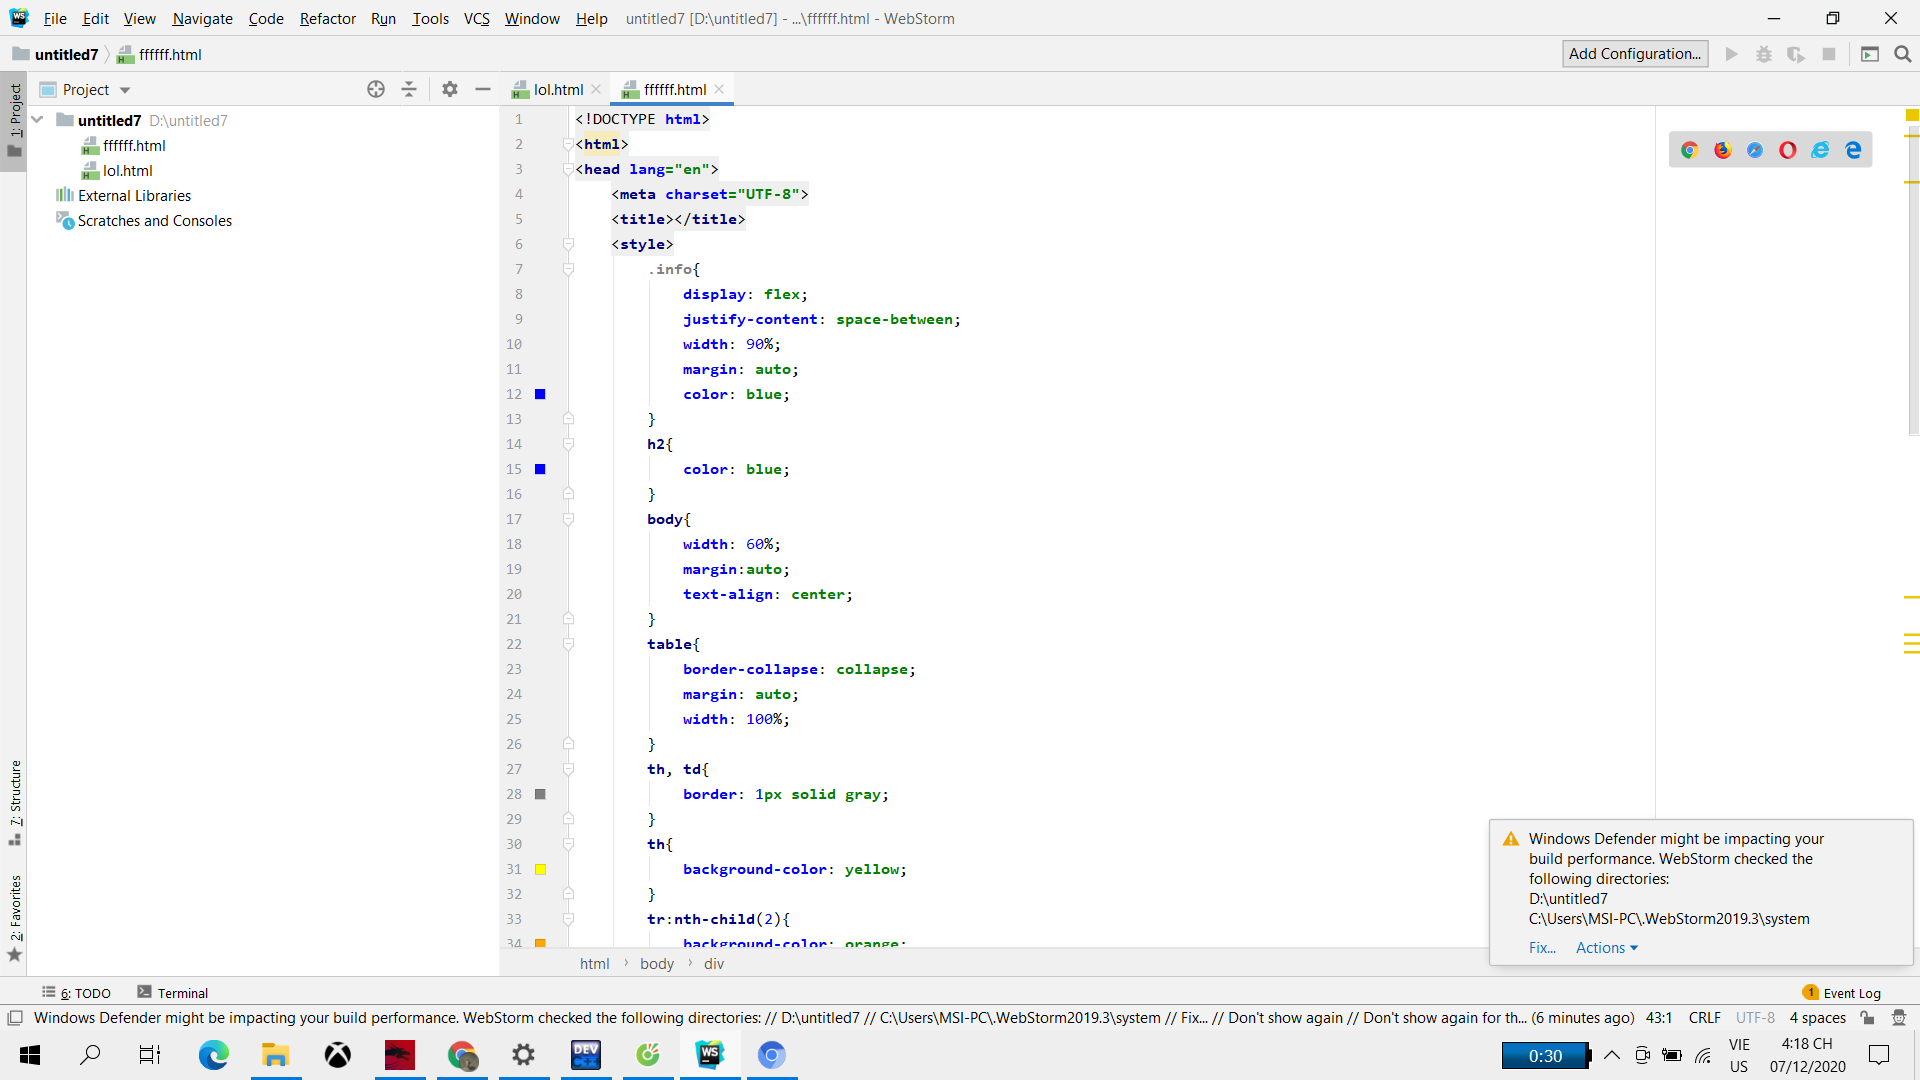 File Edit View Navigate Code Refactor Run Tools VCS Window Help untitled7 [D:\untitled7] - ...\ffffff.html - WebStorm
untitled7 ffffff.html Add Configuration...
Project lol.html ffffff.html
1: Project
untitled7 D:\untitled7
ffffff.html
lol.html
External Libraries
Scratches and Consoles
7: Structure
2: Favorites
1 <!DOCTYPE html>
2 <html>
3 <head lang="en">
4 <meta charset="UTF-8">
5 <title></title>
6 <style>
7 .info{
8 display: flex;
9 justify-content: space-between;
10 width: 90%;
11 margin: auto;
12 color: blue;
13 }
14 h2{
15 color: blue;
16 }
17 body{
18 width: 60%;
19 margin:auto;
20 text-align: center;
21 }
22 table{
23 border-collapse: collapse;
24 margin: auto;
25 width: 100%;
26 }
27 th, td{
28 border: 1px solid gray;
29 }
30 th{
31 background-color: yellow;
32 }
33 tr:nth-child(2){
34 background-color: orange;
html body div
Windows Defender might be impacting your
build performance. WebStorm checked the
following directories:
D:\untitled7
C:\Users\MSI-PC\.WebStorm2019.3\system
Fix... Actions
6: TODO Terminal 1 Event Log
Windows Defender might be impacting your build performance. WebStorm checked the following directories: // D:\untitled7 // C:\Users\MSI-PC\.WebStorm2019.3\system // Fix... // Don't show again // Don't show again for th... (6 minutes ago) 43:1 CRLF UTF-8 4 spaces
DEV C++ WS 0:30 VIE 4:18 CH
US 07/12/2020